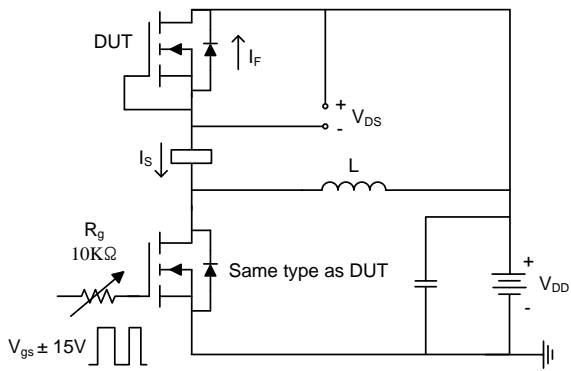 DUT
I_F
+
V_DS
-
I_S
L
R_g
10KΩ
Same type as DUT
+
V_DD
-
V_gs ± 15V